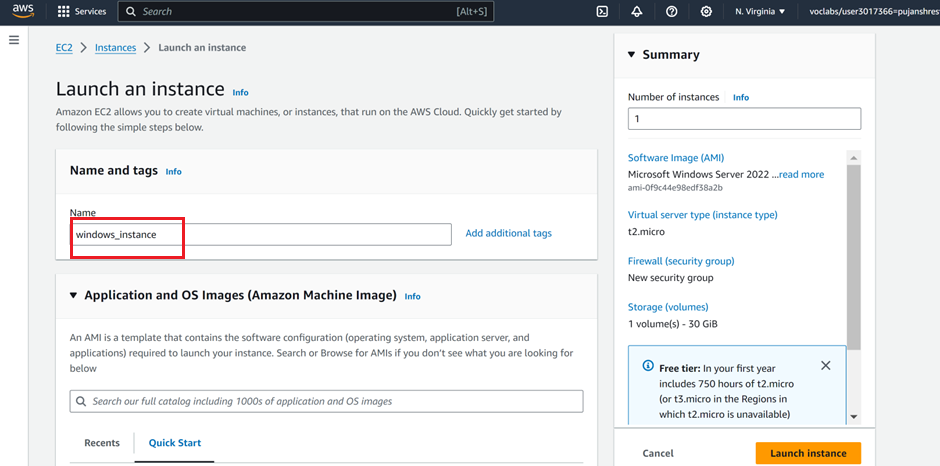 aws
Services
Search
[Alt+S]
N. Virginia
voclabs/user3017366=pujanshres
EC2 > Instances > Launch an instance
Launch an instance Info
Amazon EC2 allows you to create virtual machines, or instances, that run on the AWS Cloud. Quickly get started by
following the simple steps below.
Name and tags Info
Name
windows_instance
Add additional tags
Application and OS Images (Amazon Machine Image) Info
An AMI is a template that contains the software configuration (operating system, application server, and
applications) required to launch your instance. Search or Browse for AMIs if you don't see what you are looking for
below
Search our full catalog including 1000s of application and OS images
Recents
Quick Start
Summary
Number of instances Info
1
Software Image (AMI)
Microsoft Windows Server 2022 ...read more
ami-0f9c44e98edf38a2b
Virtual server type (instance type)
t2.micro
Firewall (security group)
New security group
Storage (volumes)
1 volume(s) - 30 GiB
Free tier: In your first year
includes 750 hours of t2.micro
(or t3.micro in the Regions in
which t2.micro is unavailable)
Cancel
Launch instance